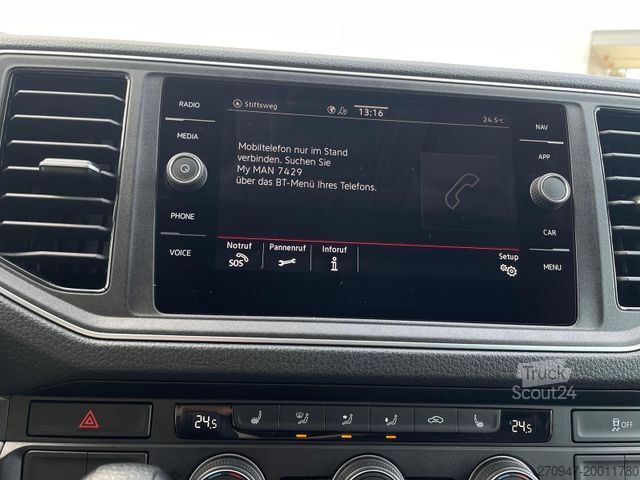 RADIO
MEDIA
PHONE
VOICE
Stiftsweg
13:16
24.5°C
Mobiltelefon nur im Stand
verbinden. Suchen Sie
My MAN 7429
über das BT-Menü Ihres Telefons.
Notruf
SOS
Pannenruf
Inforuf
Setup
NAV
APP
CAR
MENU
24.5
24.5
OFF
Truck
Scout24
270947-20011780